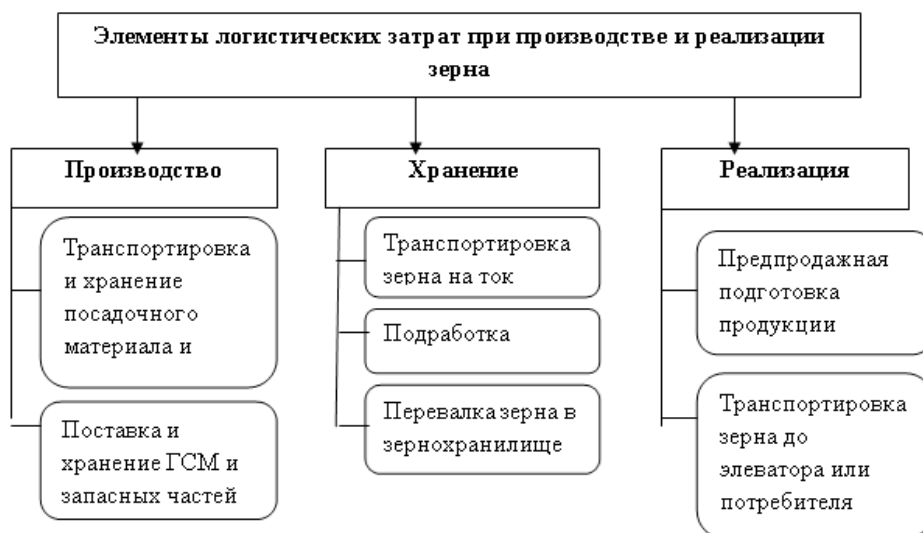 Элементы логистических затрат при производстве и реализации
зерна
Производство
Транспортировка
и хранение
посадочного
материала и
Поставка и
хранение ГСМ и
запасных частей
Хранение
Транспортировка
зерна на ток
Подработка
Перевалка зерна в
зернохранилище
Реализация
Предпродажная
подготовка
продукции
Транспортировка
зерна до
элеватора или
потребителя